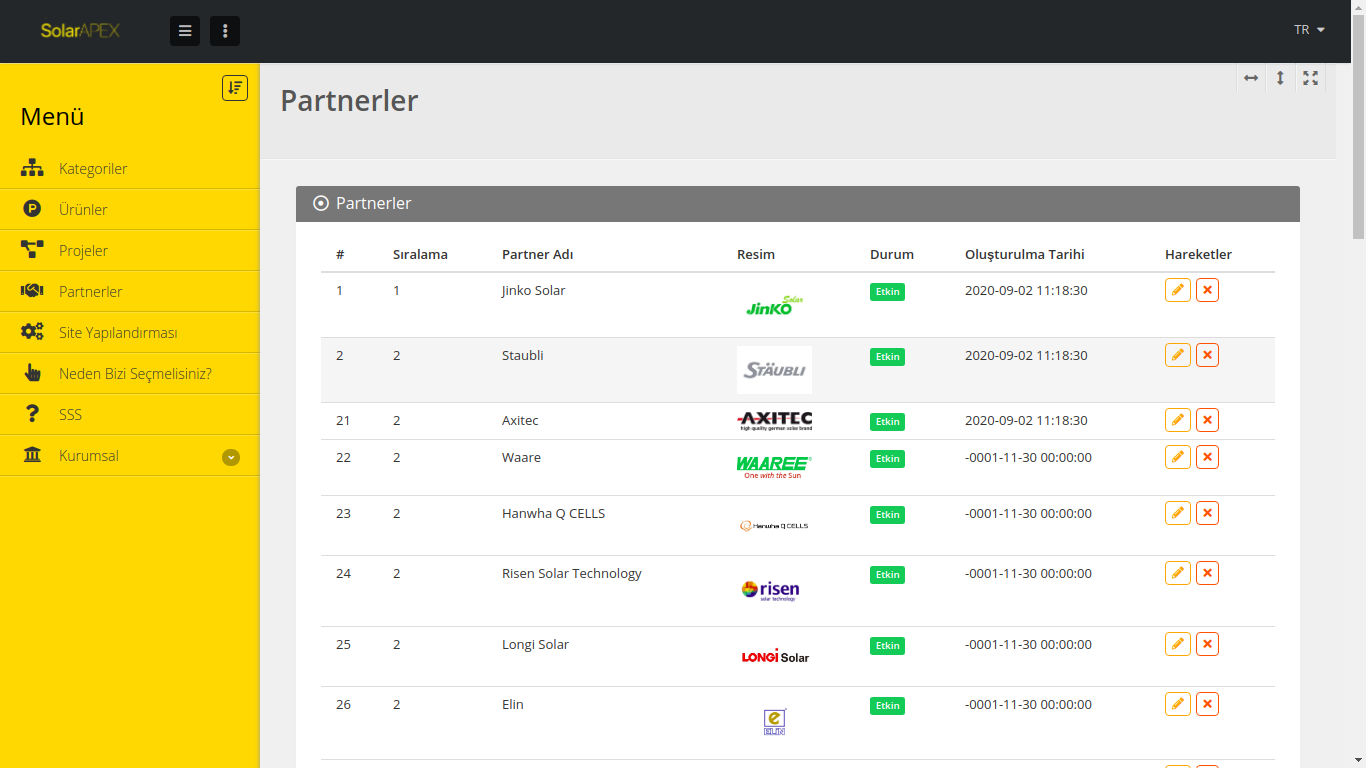 SolarAPEX
TR
Menü
Kategoriler
Ürünler
Projeler
Partnerler
Site Yapılandırması
Neden Bizi Seçmelisiniz?
SSS
Kurumsal
Partnerler
Partnerler
# Sıralama Partner Adı Resim Durum Oluşturulma Tarihi Hareketler
1 1 Jinko Solar JinKO Solar Etkin 2020-09-02 11:18:30
2 2 Staubli STÄUBLI Etkin 2020-09-02 11:18:30
21 2 Axitec AXITEC high quality german solar brand Etkin 2020-09-02 11:18:30
22 2 Waare WAAREE One with the Sun Etkin -0001-11-30 00:00:00
23 2 Hanwha Q CELLS Hanwha Q CELLS Etkin -0001-11-30 00:00:00
24 2 Risen Solar Technology risen solar technology Etkin -0001-11-30 00:00:00
25 2 Longi Solar LONGi Solar Etkin -0001-11-30 00:00:00
26 2 Elin e ELIN Etkin -0001-11-30 00:00:00